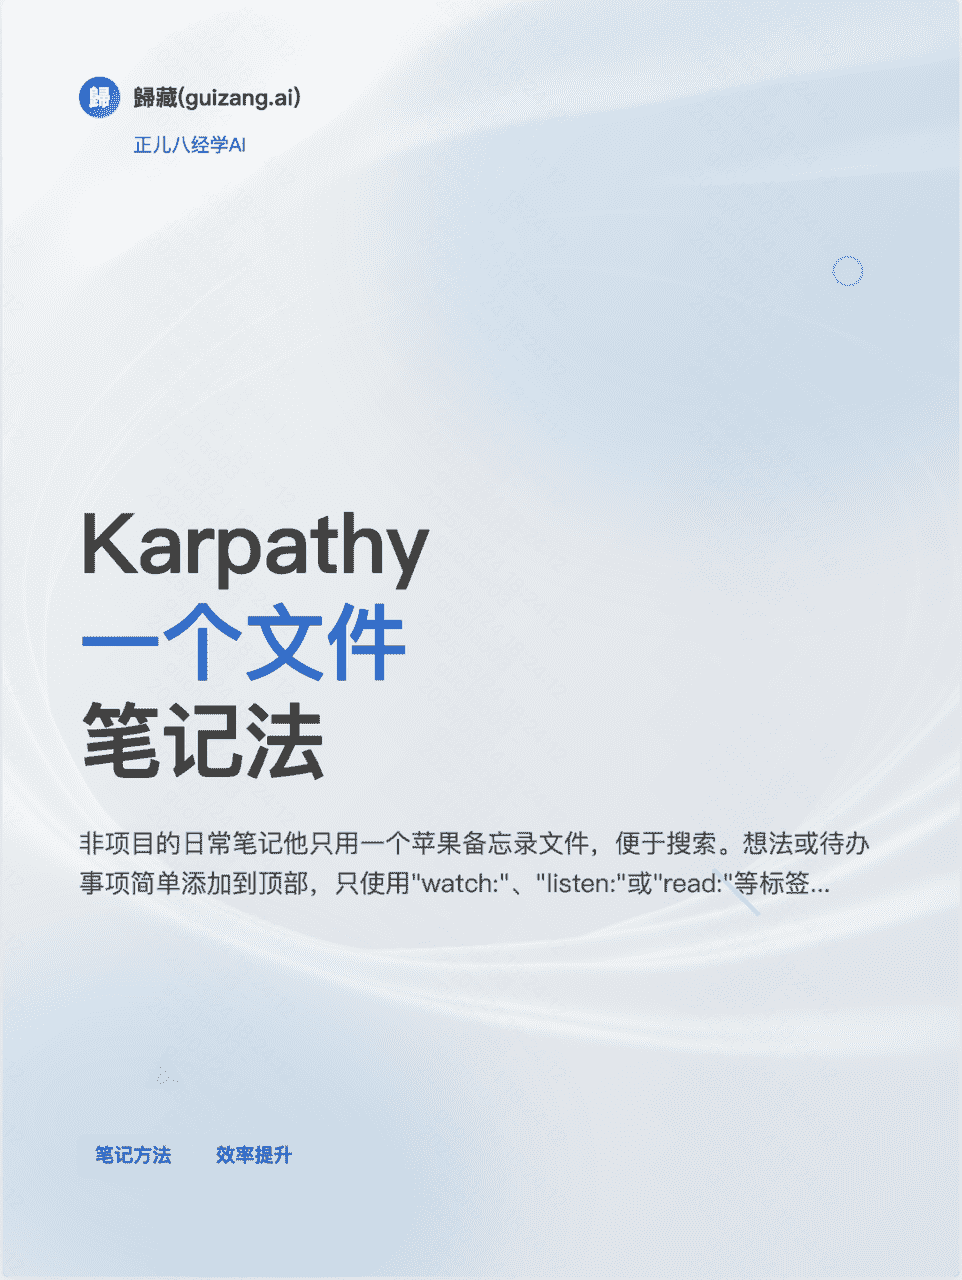 歸
歸藏(guizang.ai)
正儿八经学AI
Karpathy
一个文件
笔记法
非项目的日常笔记他只用一个苹果备忘录文件，便于搜索。想法或待办
事项简单添加到顶部，只使用"watch:"、"listen:"或"read:"等标签...
笔记方法
效率提升